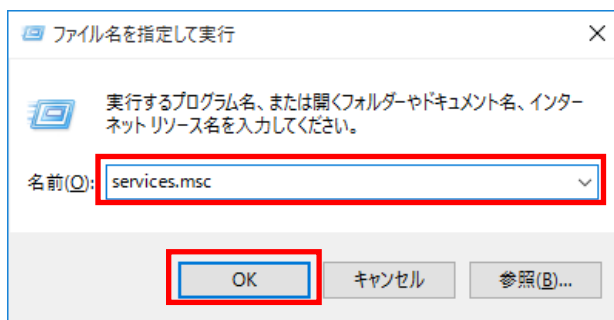 ファイル名を指定して実行
実行するプログラム名、または開くフォルダーやドキュメント名、インター
ネット リソース名を入力してください。
名前(O): services.msc
OK キャンセル 参照(B)...